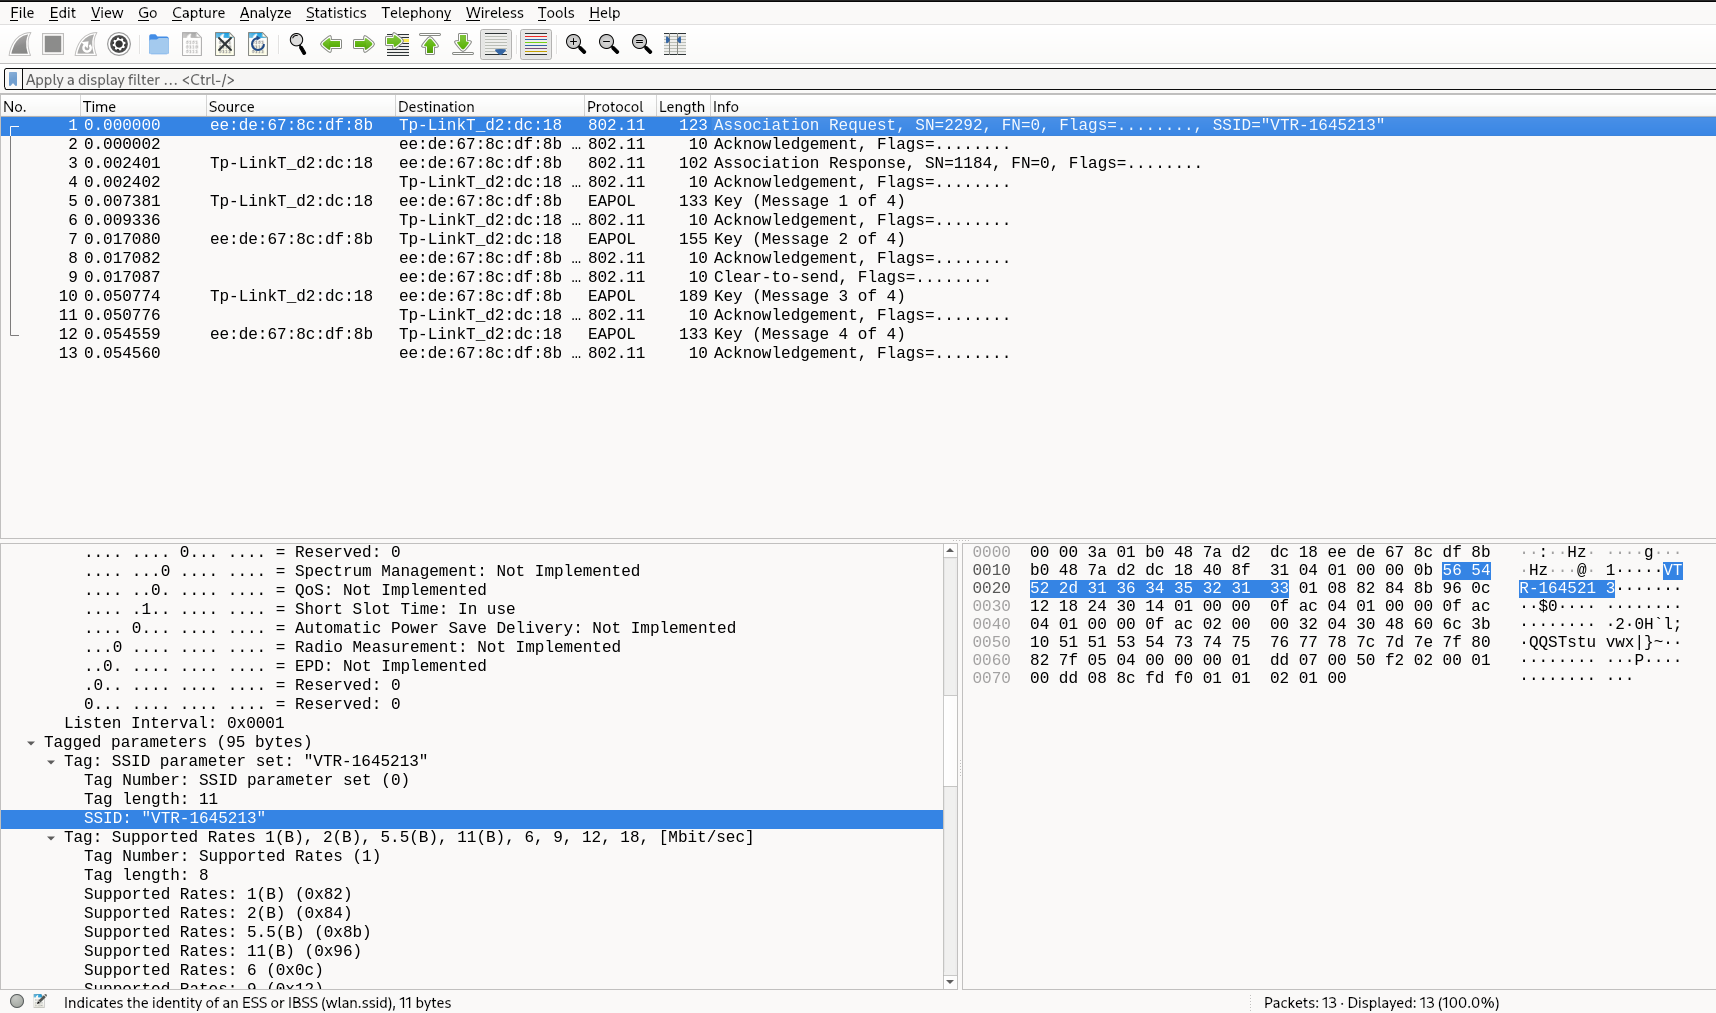 File Edit View Go Capture Analyze Statistics Telephony Wireless Tools Help
Apply a display filter … <Ctrl-/>
No. Time Source Destination Protocol Length Info
1 0.000000 ee:de:67:8c:df:8b Tp-LinkT_d2:dc:18 802.11 123 Association Request, SN=2292, FN=0, Flags=........, SSID="VTR-1645213"
2 0.000002 ee:de:67:8c:df:8b … 802.11 10 Acknowledgement, Flags=........
3 0.002401 Tp-LinkT_d2:dc:18 ee:de:67:8c:df:8b 802.11 102 Association Response, SN=1184, FN=0, Flags=........
4 0.002402 Tp-LinkT_d2:dc:18 … 802.11 10 Acknowledgement, Flags=........
5 0.007381 Tp-LinkT_d2:dc:18 ee:de:67:8c:df:8b EAPOL 133 Key (Message 1 of 4)
6 0.009336 Tp-LinkT_d2:dc:18 … 802.11 10 Acknowledgement, Flags=........
7 0.017080 ee:de:67:8c:df:8b Tp-LinkT_d2:dc:18 EAPOL 155 Key (Message 2 of 4)
8 0.017082 ee:de:67:8c:df:8b … 802.11 10 Acknowledgement, Flags=........
9 0.017087 ee:de:67:8c:df:8b … 802.11 10 Clear-to-send, Flags=........
10 0.050774 Tp-LinkT_d2:dc:18 ee:de:67:8c:df:8b EAPOL 189 Key (Message 3 of 4)
11 0.050776 Tp-LinkT_d2:dc:18 … 802.11 10 Acknowledgement, Flags=........
12 0.054559 ee:de:67:8c:df:8b Tp-LinkT_d2:dc:18 EAPOL 133 Key (Message 4 of 4)
13 0.054560 ee:de:67:8c:df:8b … 802.11 10 Acknowledgement, Flags=........
.... .... 0... .... = Reserved: 0
.... ...0 .... .... = Spectrum Management: Not Implemented
.... ..0. .... .... = QoS: Not Implemented
.... .1.. .... .... = Short Slot Time: In use
.... 0... .... .... = Automatic Power Save Delivery: Not Implemented
...0 .... .... .... = Radio Measurement: Not Implemented
..0. .... .... .... = EPD: Not Implemented
.0.. .... .... .... = Reserved: 0
0... .... .... .... = Reserved: 0
Listen Interval: 0x0001
Tagged parameters (95 bytes)
Tag: SSID parameter set: "VTR-1645213"
Tag Number: SSID parameter set (0)
Tag length: 11
SSID: "VTR-1645213"
Tag: Supported Rates 1(B), 2(B), 5.5(B), 11(B), 6, 9, 12, 18, [Mbit/sec]
Tag Number: Supported Rates (1)
Tag length: 8
Supported Rates: 1(B) (0x82)
Supported Rates: 2(B) (0x84)
Supported Rates: 5.5(B) (0x8b)
Supported Rates: 11(B) (0x96)
Supported Rates: 6 (0x0c)
Supported Rates: 9 (0x12)
0000 00 00 3a 01 b0 48 7a d2 dc 18 ee de 67 8c df 8b ··:··Hz· ····g···
0010 b0 48 7a d2 dc 18 40 8f 31 04 01 00 00 0b 56 54 ·Hz···@· 1·····VT
0020 52 2d 31 36 34 35 32 31 33 01 08 82 84 8b 96 0c R-164521 3·······
0030 12 18 24 30 14 01 00 00 0f ac 04 01 00 00 0f ac ··$0···· ········
0040 04 01 00 00 0f ac 02 00 00 32 04 30 48 60 6c 3b ········ ·2·0H`l;
0050 10 51 51 53 54 73 74 75 76 77 78 7c 7d 7e 7f 80 ·QQSTstu vwx|}~··
0060 82 7f 05 04 00 00 00 01 dd 07 00 50 f2 02 00 01 ········ ···P····
0070 00 dd 08 8c fd f0 01 01 02 01 00 ········ ···
Indicates the identity of an ESS or IBSS (wlan.ssid), 11 bytes
Packets: 13 · Displayed: 13 (100.0%)